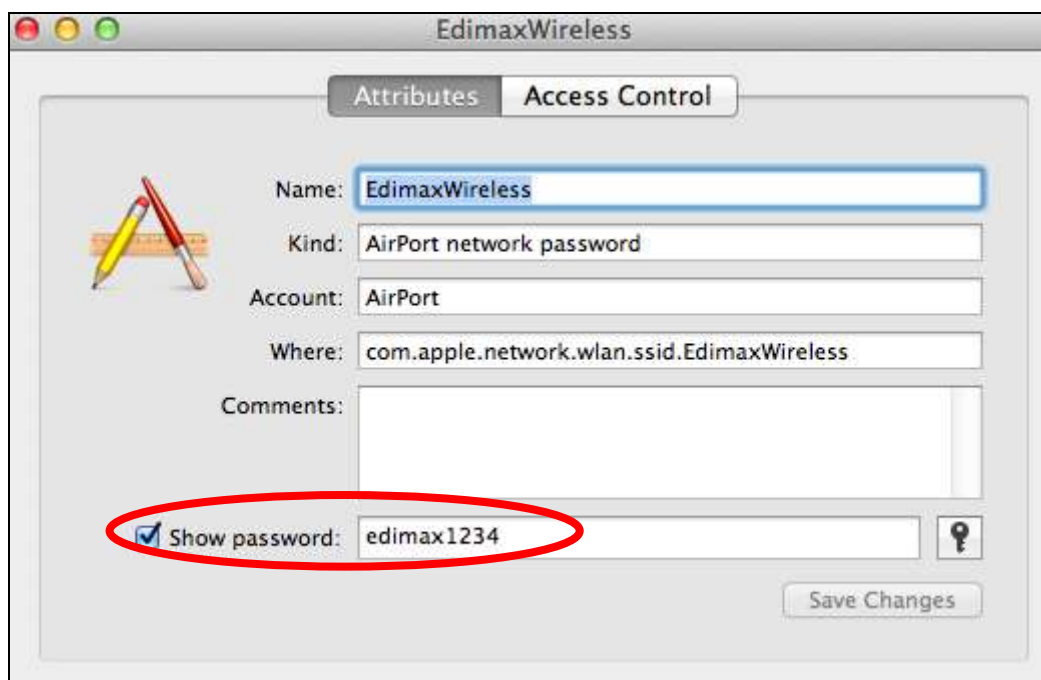 EdimaxWireless
Attributes Access Control
Name: EdimaxWireless
Kind: AirPort network password
Account: AirPort
Where: com.apple.network.wlan.ssid.EdimaxWireless
Comments:
Show password: edimax1234
Save Changes